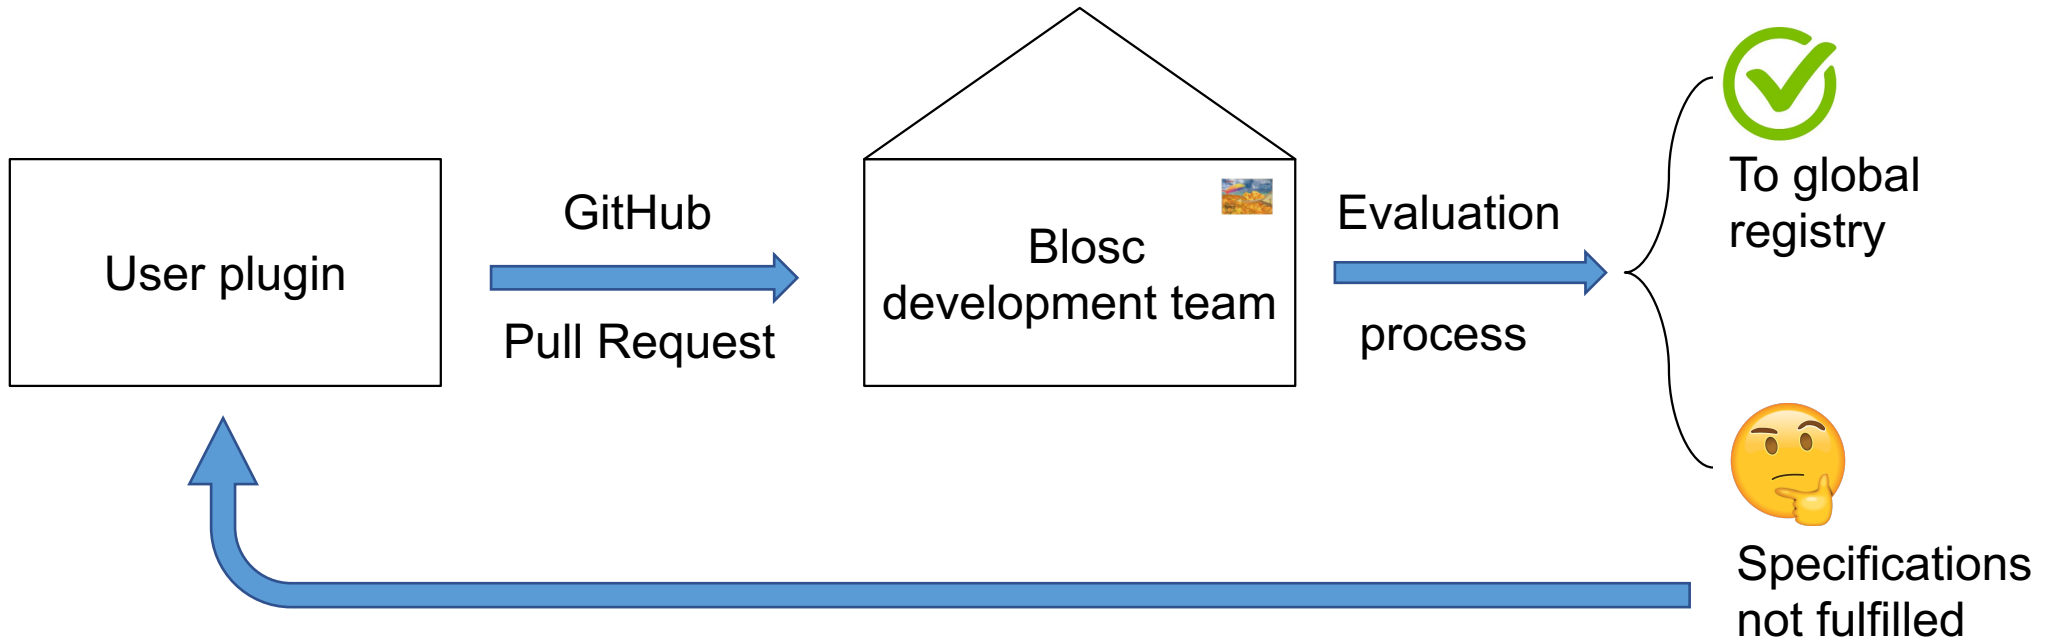 User plugin
GitHub
Pull Request
Blosc
development team
Evaluation
process
To global
registry
Specifications
not fulfilled